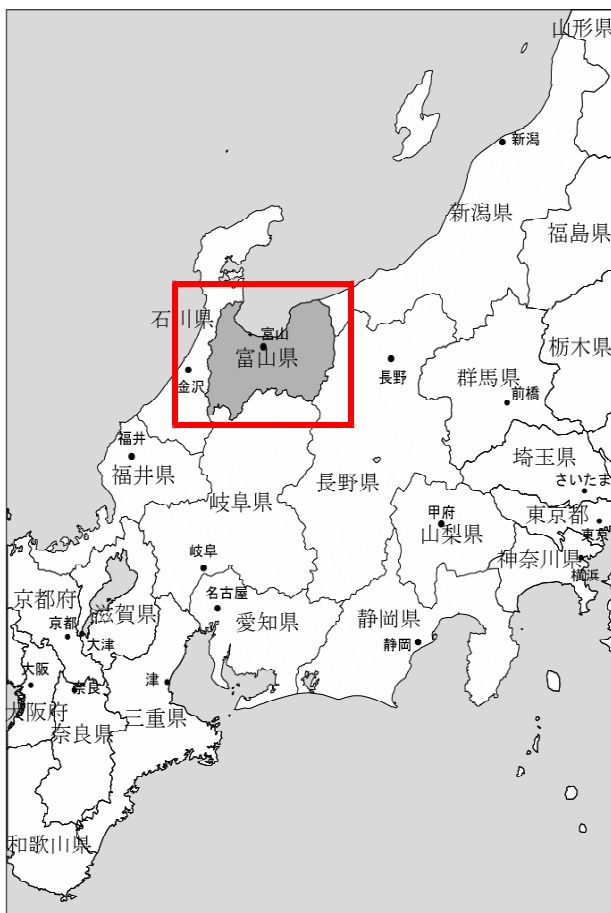 山形県
新潟
新潟県
福島県
石川県
富山
富山県
栃木県
長野
群馬県
金沢
前橋
福井
福井県
埼玉県
さいたま
岐阜県
長野県
甲府
山梨県
東京都
東京
岐阜
神奈川県
横浜
京都府
滋賀県
名古屋
愛知県
静岡県
京都
大津
静岡
大阪
奈良
津
大阪府
奈良県
三重県
和歌山県